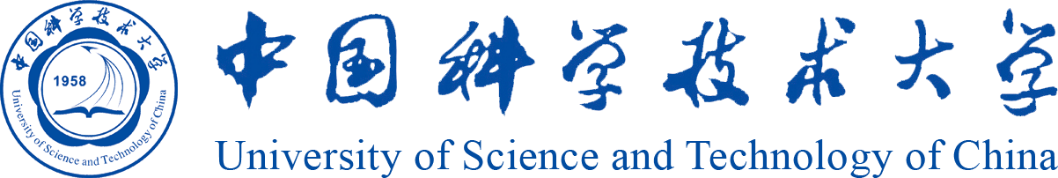 中国科学技术大学
1958
University of Science and Technology of China
中国科学技术大学
University of Science and Technology of China